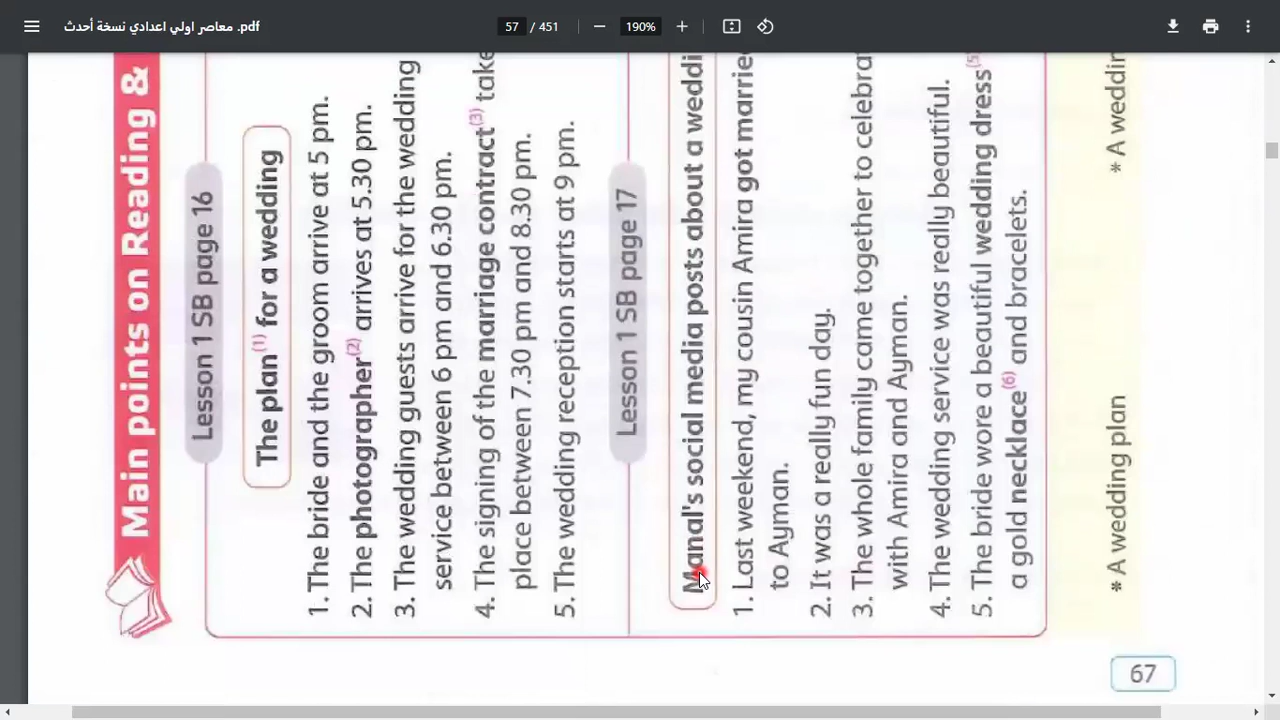 معاصر اولي اعدادي نسخة أحدث .pdf
57 / 451
190%
Main points on Reading &
Lesson 1 SB page 16
The plan(1) for a wedding
1. The bride and the groom arrive at 5 pm.
2. The photographer(2) arrives at 5.30 pm.
3. The wedding guests arrive for the wedding
service between 6 pm and 6.30 pm.
4. The signing of the marriage contract(3) take
place between 7.30 pm and 8.30 pm.
5. The wedding reception starts at 9 pm.
Lesson 1 SB page 17
Manal's social media posts about a weddi
1. Last weekend, my cousin Amira got married
to Ayman.
2. It was a really fun day.
3. The whole family came together to celebra
with Amira and Ayman.
4. The wedding service was really beautiful.
5. The bride wore a beautiful wedding dress(5)
a gold necklace(6) and bracelets.
* A wedding plan
* A weddin
67